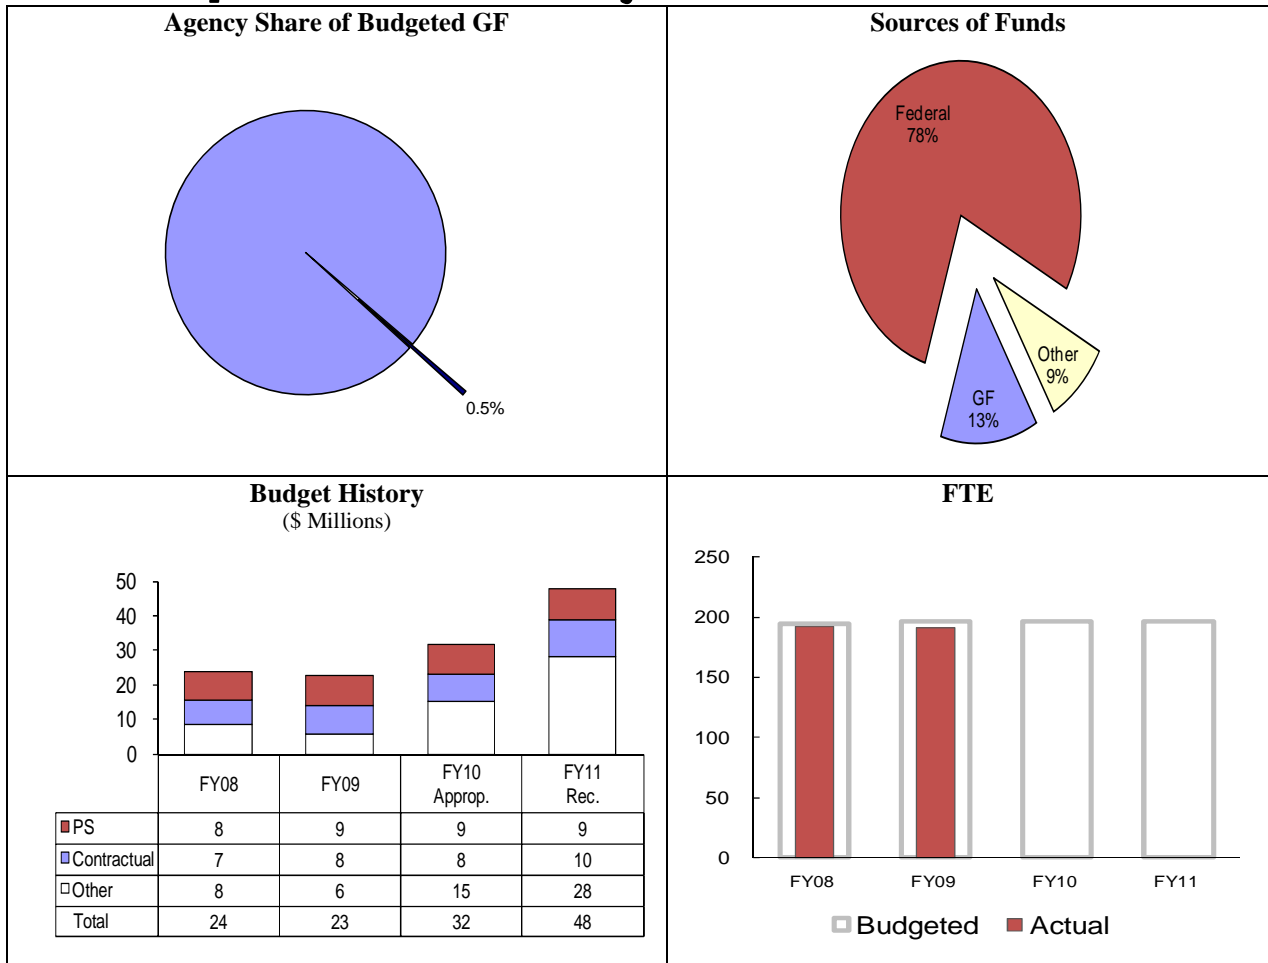 Agency Share of Budgeted GF
0.5%
Sources of Funds
Federal
78%
Other
9%
GF
13%
Budget History
($ Millions)
50
40
30
20
10
0
FY08 FY09 FY10 Approp. FY11 Rec.
PS 8 9 9 9
Contractual 7 8 8 10
Other 8 6 15 28
Total 24 23 32 48
FTE
250
200
150
100
50
0
FY08 FY09 FY10 FY11
Budgeted Actual